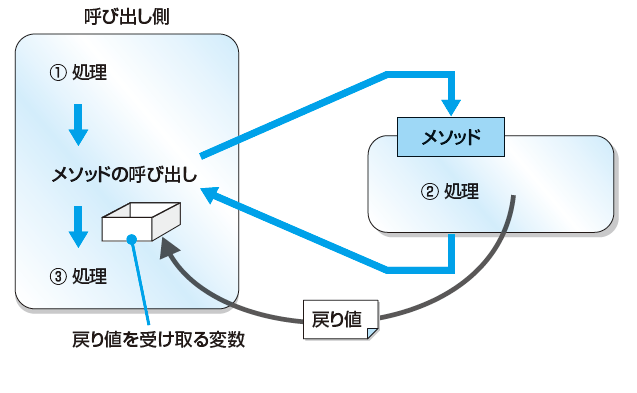 呼び出し側
① 処理
メソッドの呼び出し
③ 処理
戻り値を受け取る変数
メソッド
② 処理
戻り値